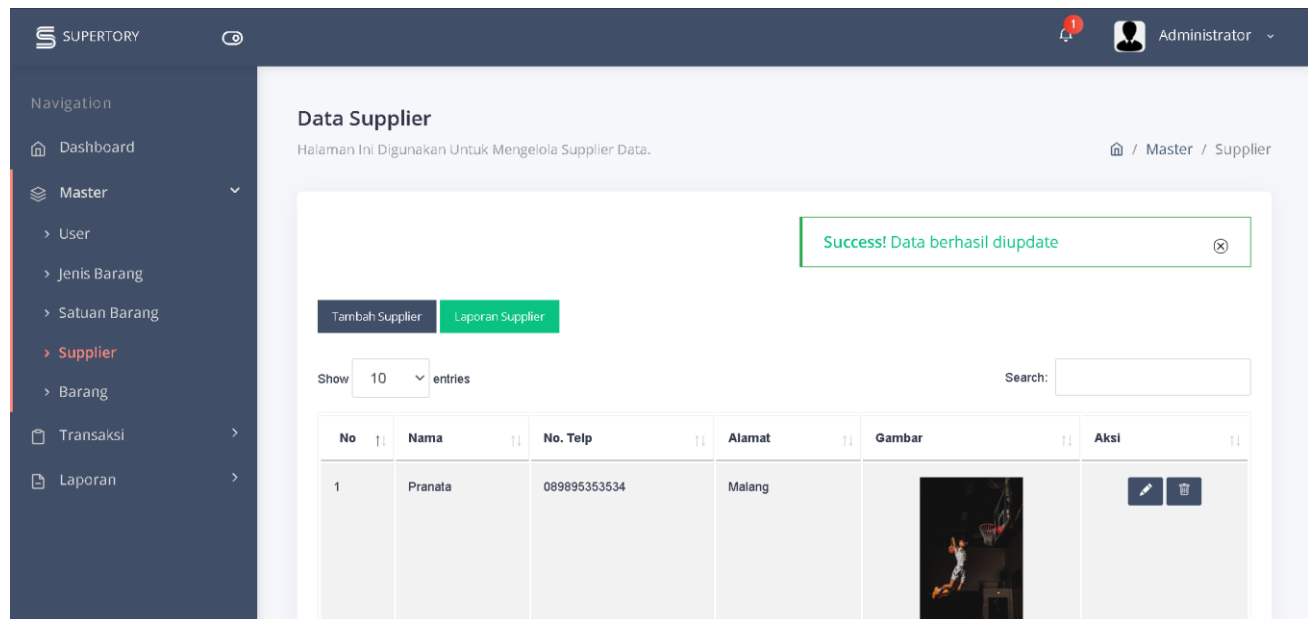 SUPERTORY
1
Administrator
Navigation
Dashboard
Master
User
Jenis Barang
Satuan Barang
Supplier
Barang
Transaksi
Laporan
Data Supplier
Halaman Ini Digunakan Untuk Mengelola Supplier Data.
/ Master / Supplier
Success! Data berhasil diupdate
Tambah Supplier Laporan Supplier
Show 10 entries Search:
No Nama No. Telp Alamat Gambar Aksi
1 Pranata 089895353534 Malang